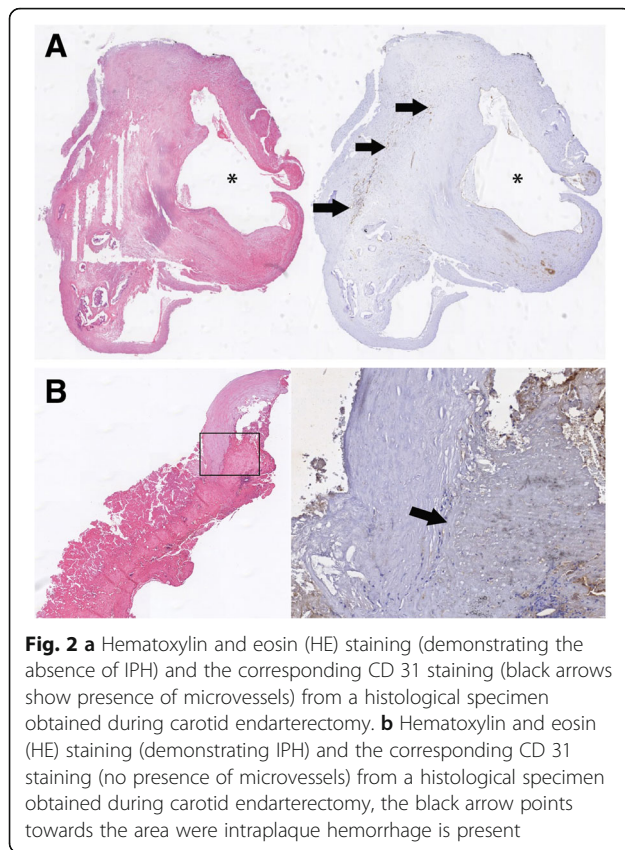 A
*
*
B
Fig. 2 a Hematoxylin and eosin (HE) staining (demonstrating the
absence of IPH) and the corresponding CD 31 staining (black arrows
show presence of microvessels) from a histological specimen
obtained during carotid endarterectomy. b Hematoxylin and eosin
(HE) staining (demonstrating IPH) and the corresponding CD 31
staining (no presence of microvessels) from a histological specimen
obtained during carotid endarterectomy, the black arrow points
towards the area were intraplaque hemorrhage is present